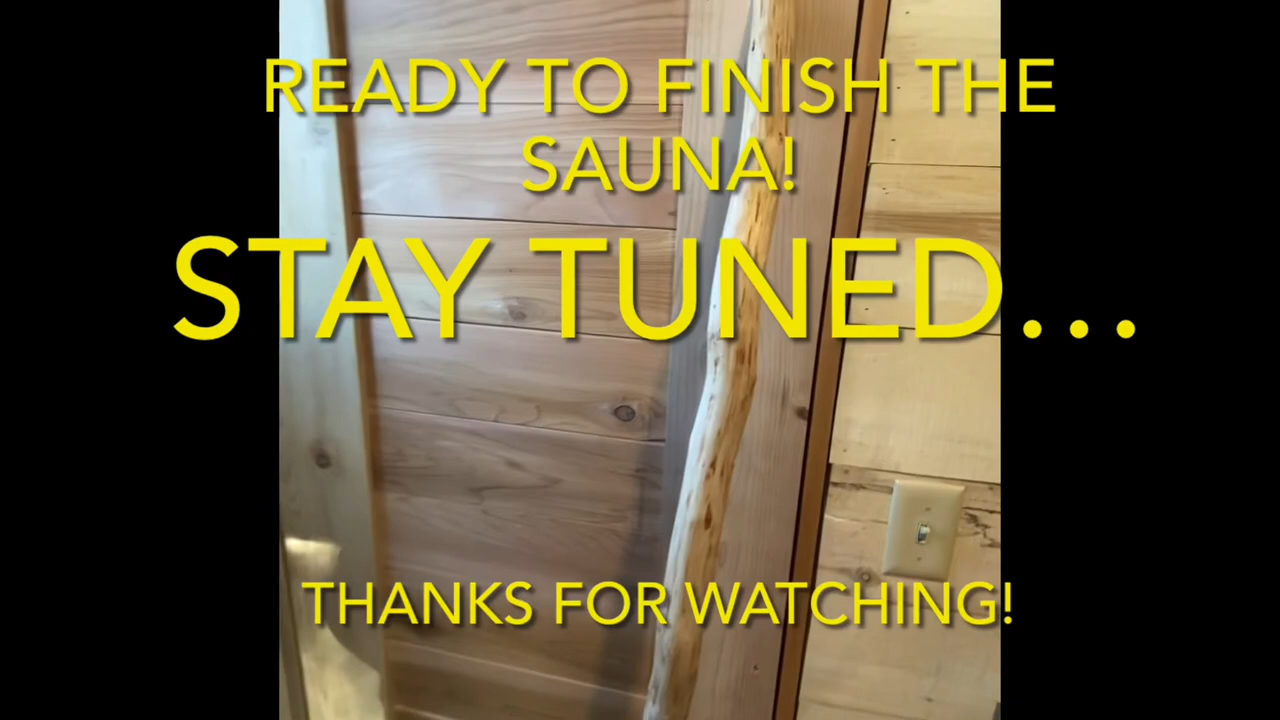 READY TO FINISH THE
SAUNA!
STAY TUNED...
THANKS FOR WATCHING!